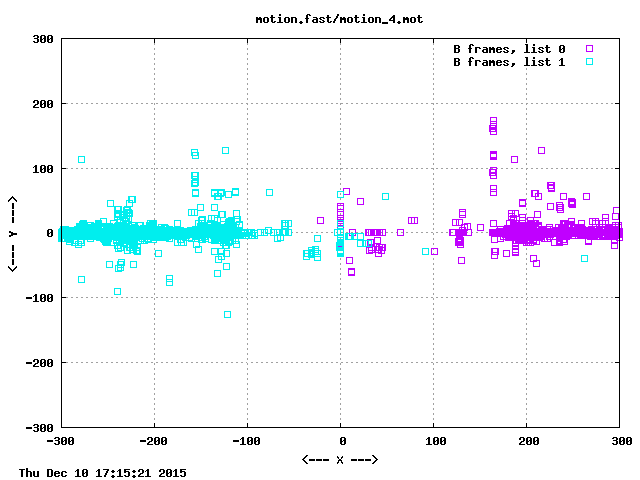 motion.fast/motion_4.mot
B frames, list 0
B frames, list 1
300
200
100
0
-100
-200
-300
<--- Y --->
-300 -200 -100 0 100 200 300
<--- X --->
Thu Dec 10 17:15:21 2015